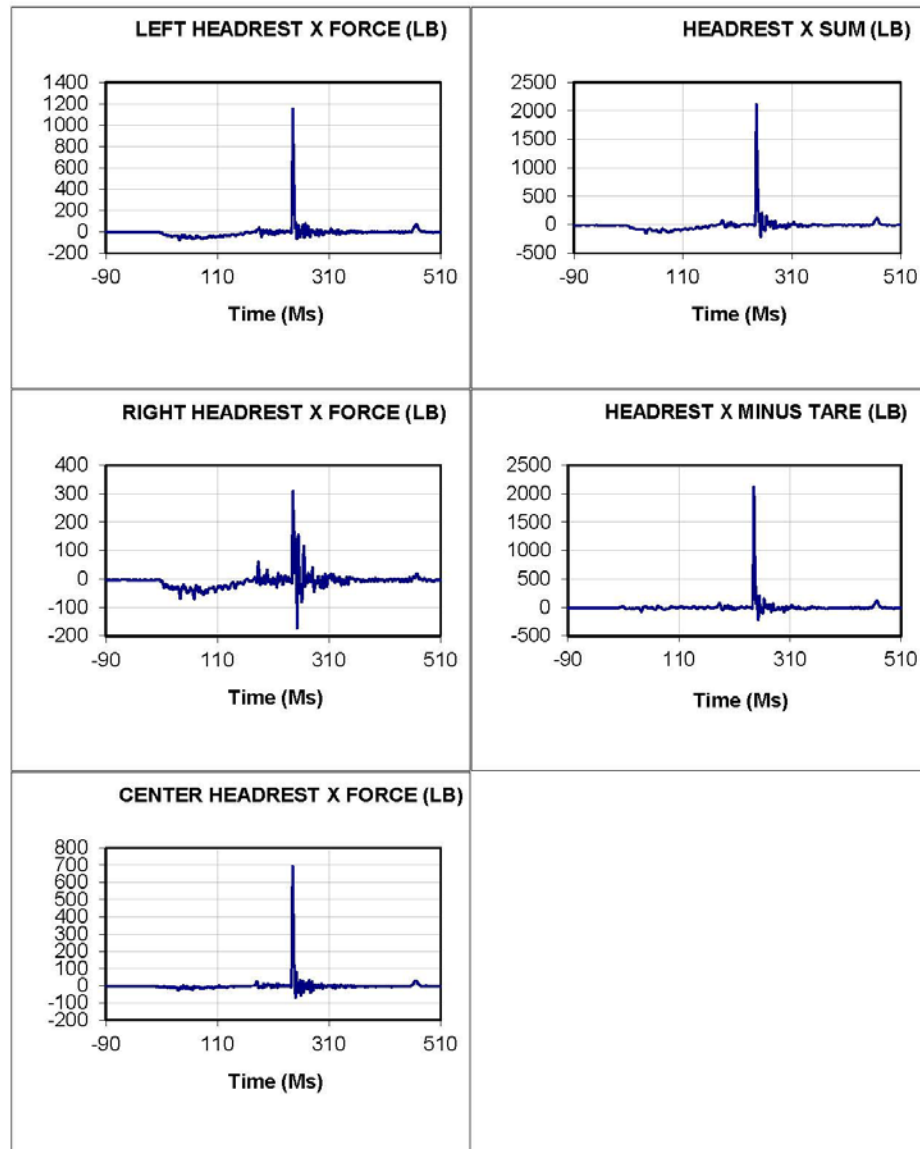 LEFT HEADREST X FORCE (LB)
1400
1200
1000
800
600
400
200
0
-200
-90 110 310 510
Time (Ms)
HEADREST X SUM (LB)
2500
2000
1500
1000
500
0
-500
-90 110 310 510
Time (Ms)
RIGHT HEADREST X FORCE (LB)
400
300
200
100
0
-100
-200
-90 110 310 510
Time (Ms)
HEADREST X MINUS TARE (LB)
2500
2000
1500
1000
500
0
-500
-90 110 310 510
Time (Ms)
CENTER HEADREST X FORCE (LB)
800
700
600
500
400
300
200
100
0
-100
-200
-90 110 310 510
Time (Ms)